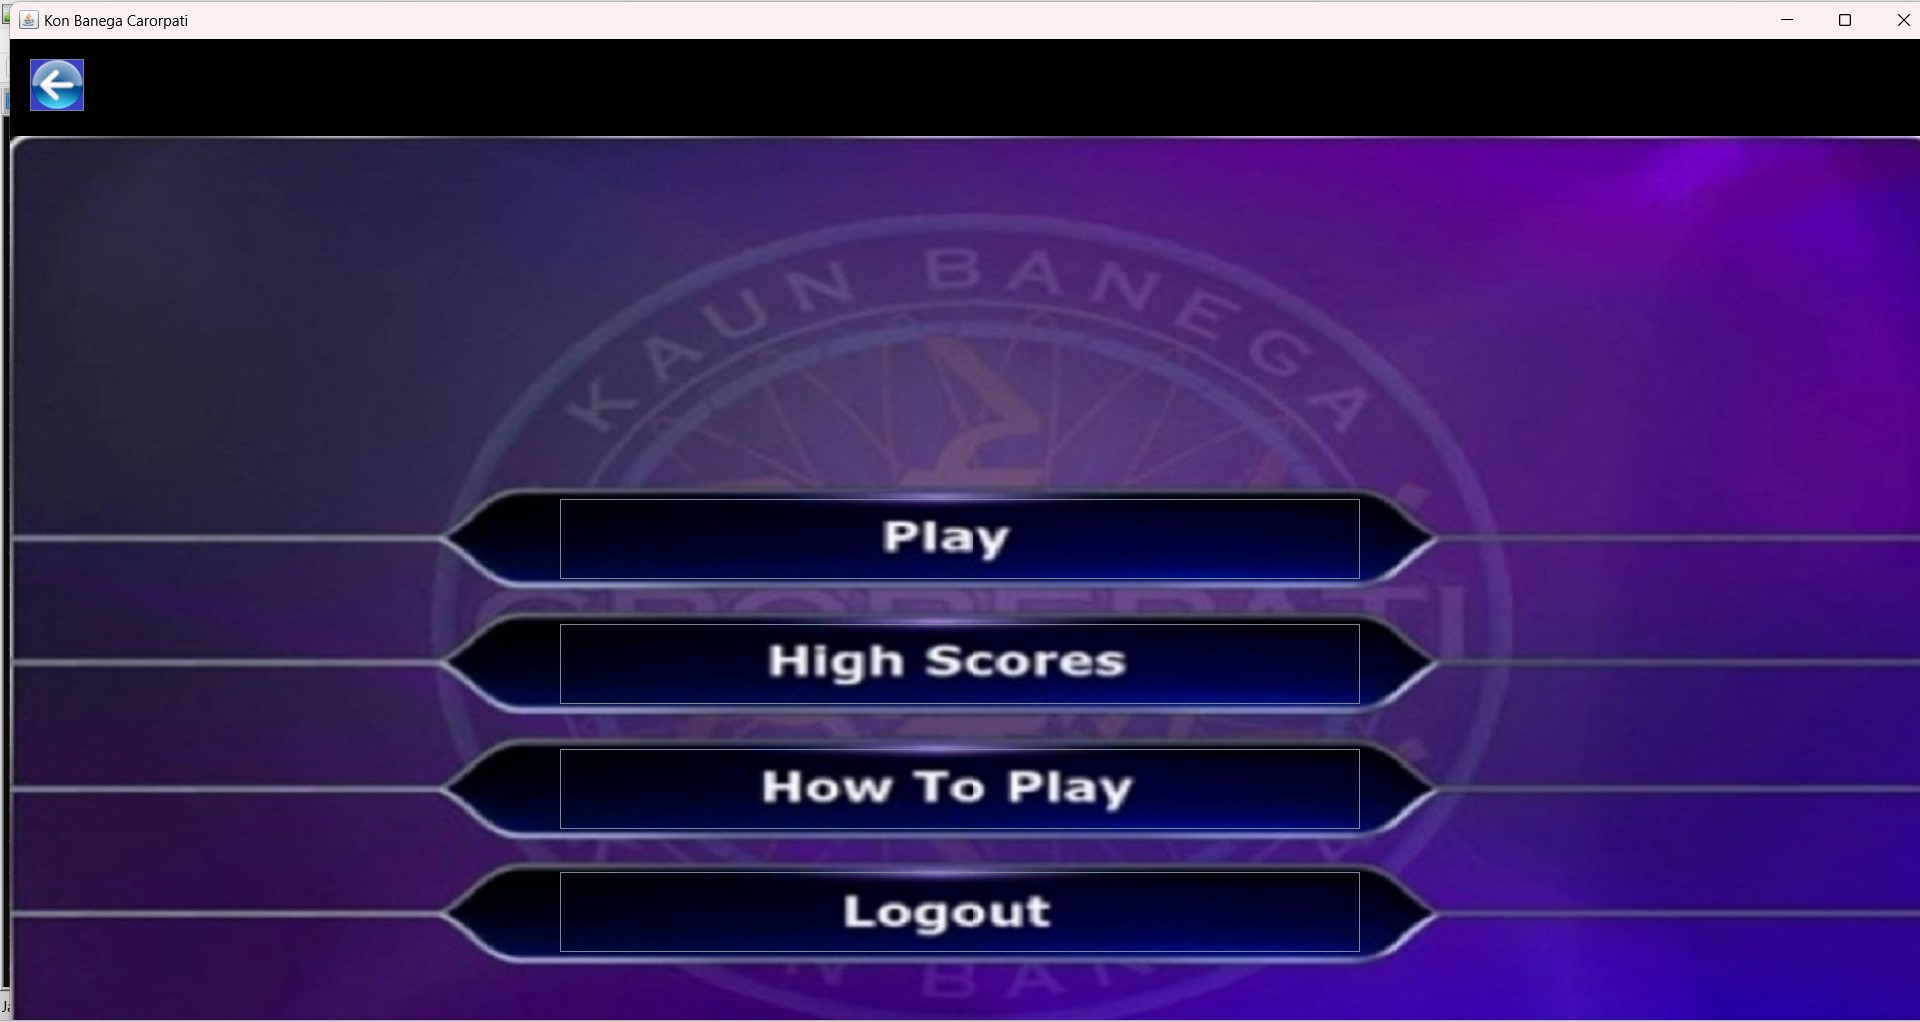 Kon Banega Carorpati
KAUN BANEGA
Play
High Scores
How To Play
Logout